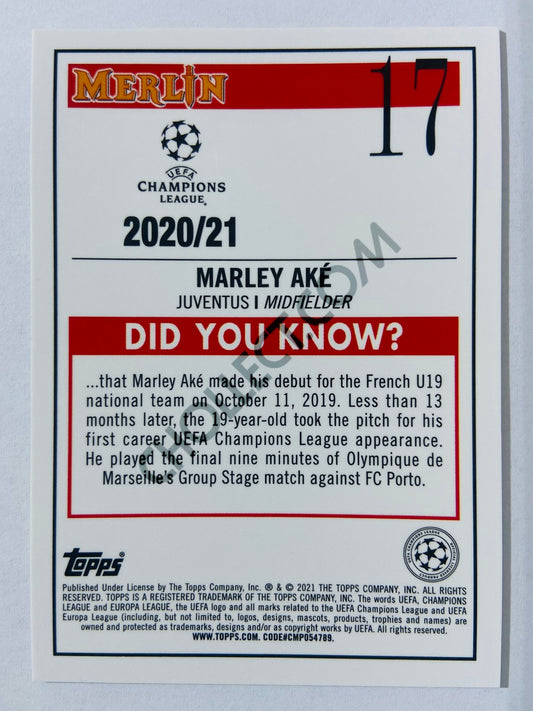 MERLIN
17
UEFA
CHAMPIONS
LEAGUE®
2020/21
MARLEY AKÉ
JUVENTUS | MIDFIELDER
DID YOU KNOW?
...that Marley Aké made his debut for the French U19
national team on October 11, 2019. Less than 13
months later, the 19-year-old took the pitch for his
first career UEFA Champions League appearance.
He played the final nine minutes of Olympique de
Marseille's Group Stage match against FC Porto.
CHOLLECT.COM
topps®
Published Under License by The Topps Company, Inc. ® & © 2021 THE TOPPS COMPANY, INC. ALL RIGHTS
RESERVED. TOPPS IS A REGISTERED TRADEMARK OF THE TOPPS COMPANY, INC. The words UEFA, CHAMPIONS
LEAGUE and EUROPA LEAGUE, the UEFA logo and all marks related to the UEFA Champions League and UEFA
Europa League (including, but not limited to, logos, designs, mascots, products, trophies and names) are
owned and protected as trademarks, designs and/or as copyright works by UEFA. All rights reserved.
WWW.TOPPS.COM. CODE#CMP054789.